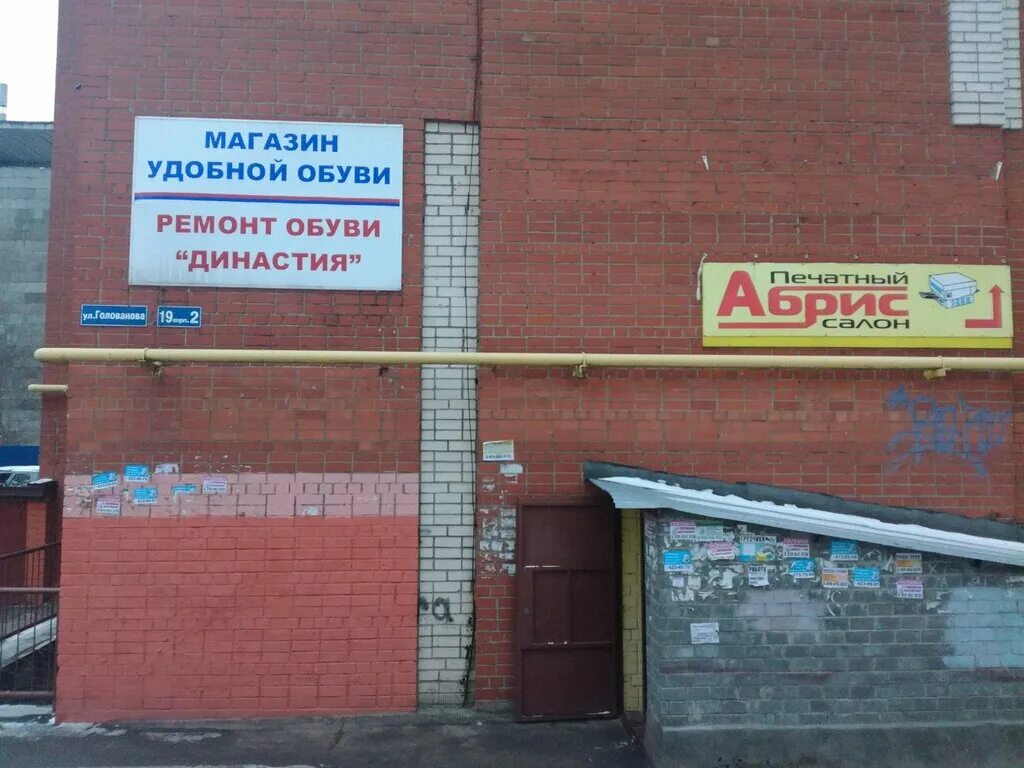 МАГАЗИН
УДОБНОЙ ОБУВИ
РЕМОНТ ОБУВИ
“ДИНАСТИЯ”
ул.Голованова
19 корп.2
Печатный
Абрис
салон